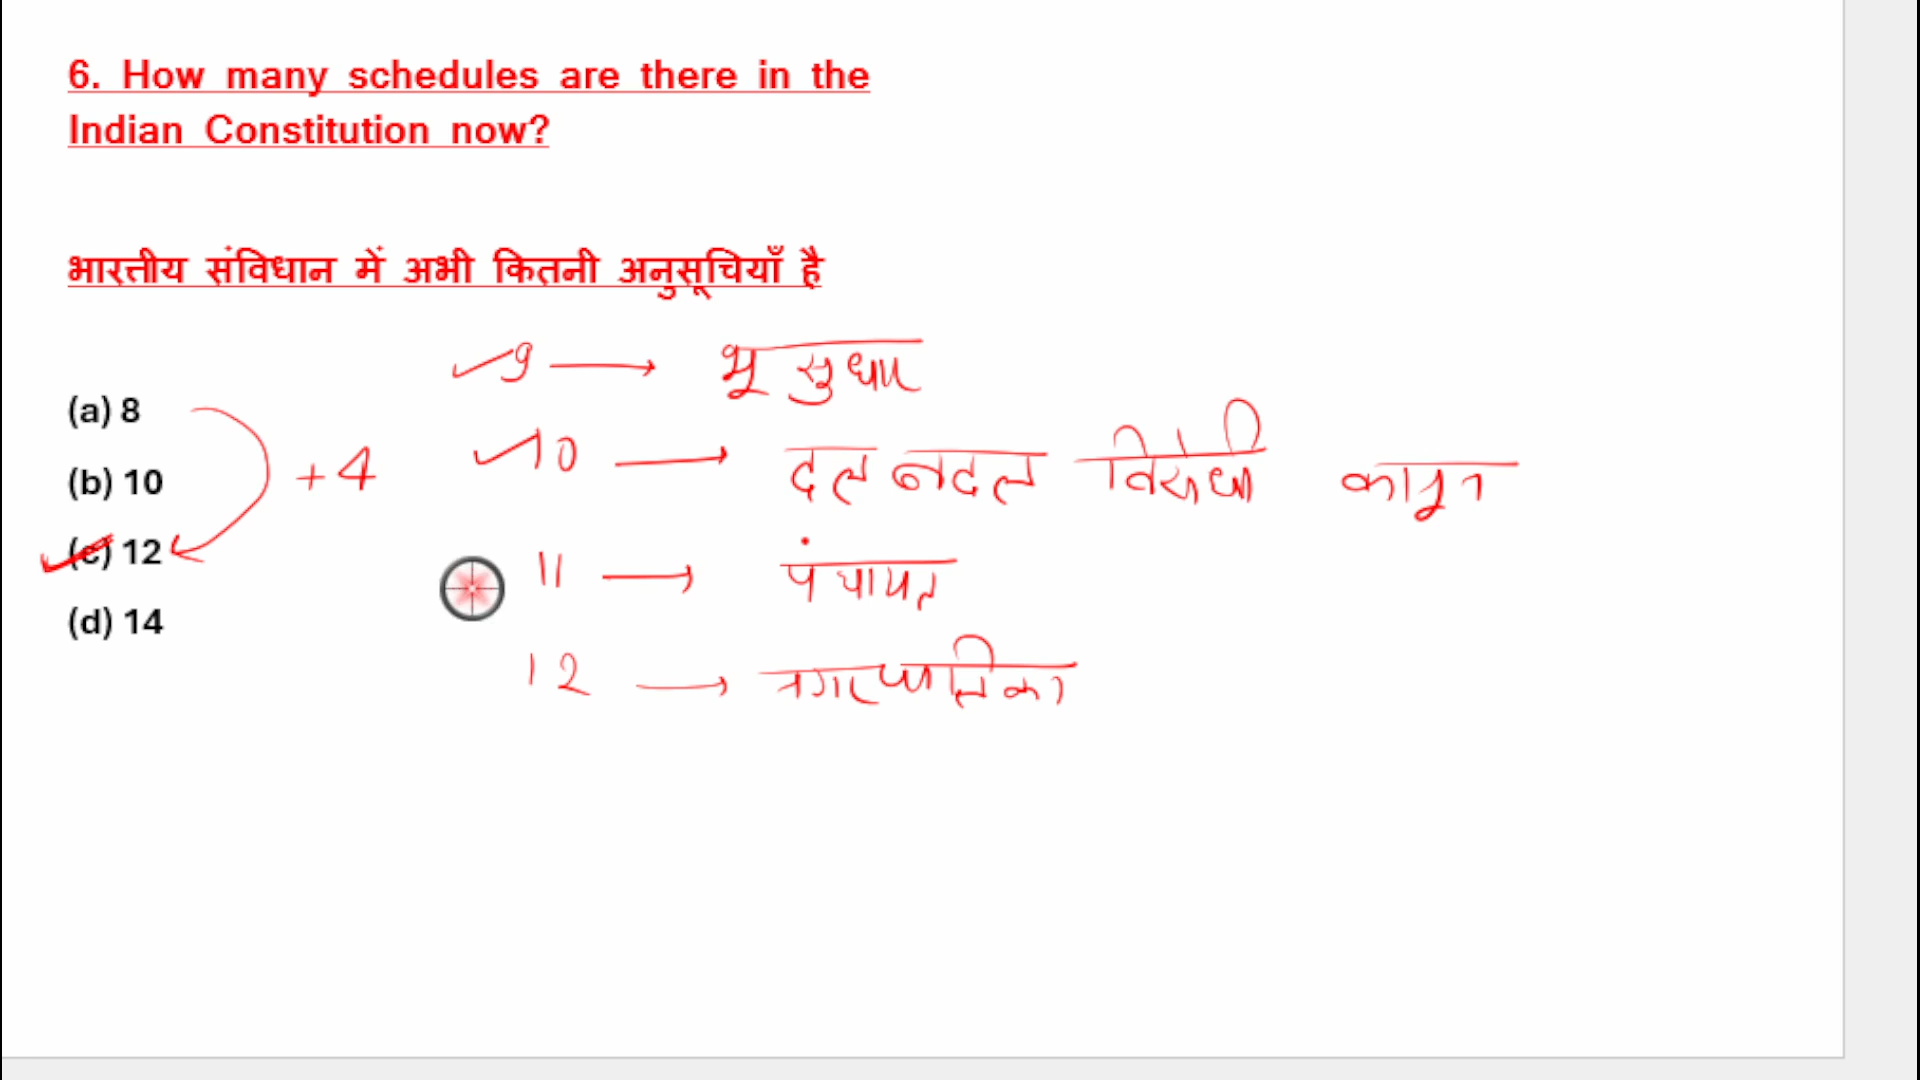 6. How many schedules are there in the
Indian Constitution now?
भारतीय संविधान में अभी कितनी अनुसूचियाँ है
9 → भू सुधार
(a) 8
+4
10 → दल बदल विरोधी कानून
(b) 10
(c) 12
11 → पंचायत
(d) 14
12 → नगरपालिका